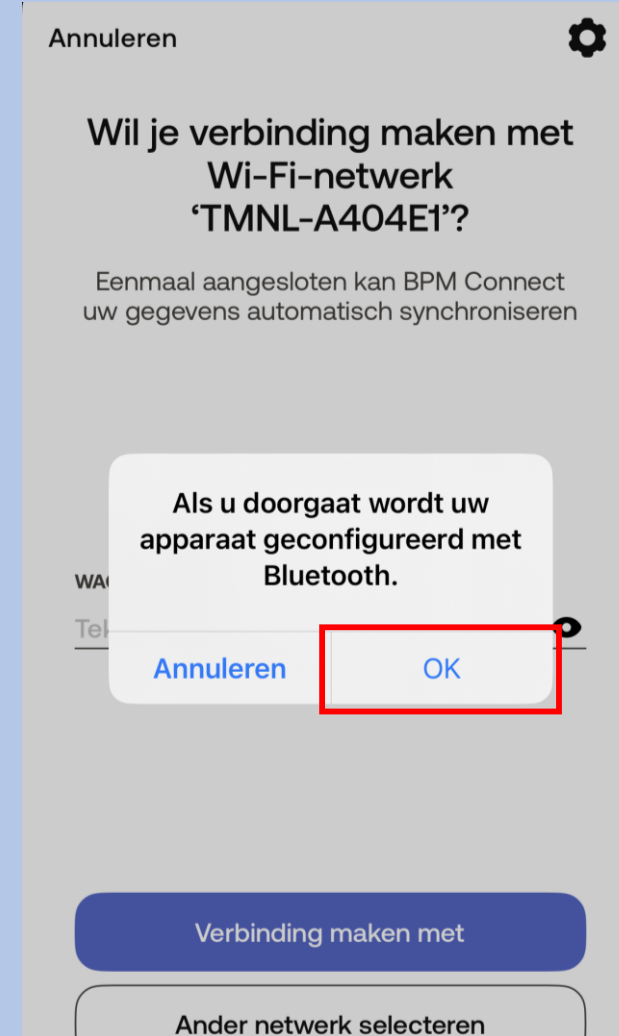 Annuleren
Wil je verbinding maken met
Wi-Fi-netwerk
‘TMNL-A404E1’?
Eenmaal aangesloten kan BPM Connect
uw gegevens automatisch synchroniseren
Als u doorgaat wordt uw
apparaat geconfigureerd met
Bluetooth.
Annuleren OK
Verbinding maken met
Ander netwerk selecteren